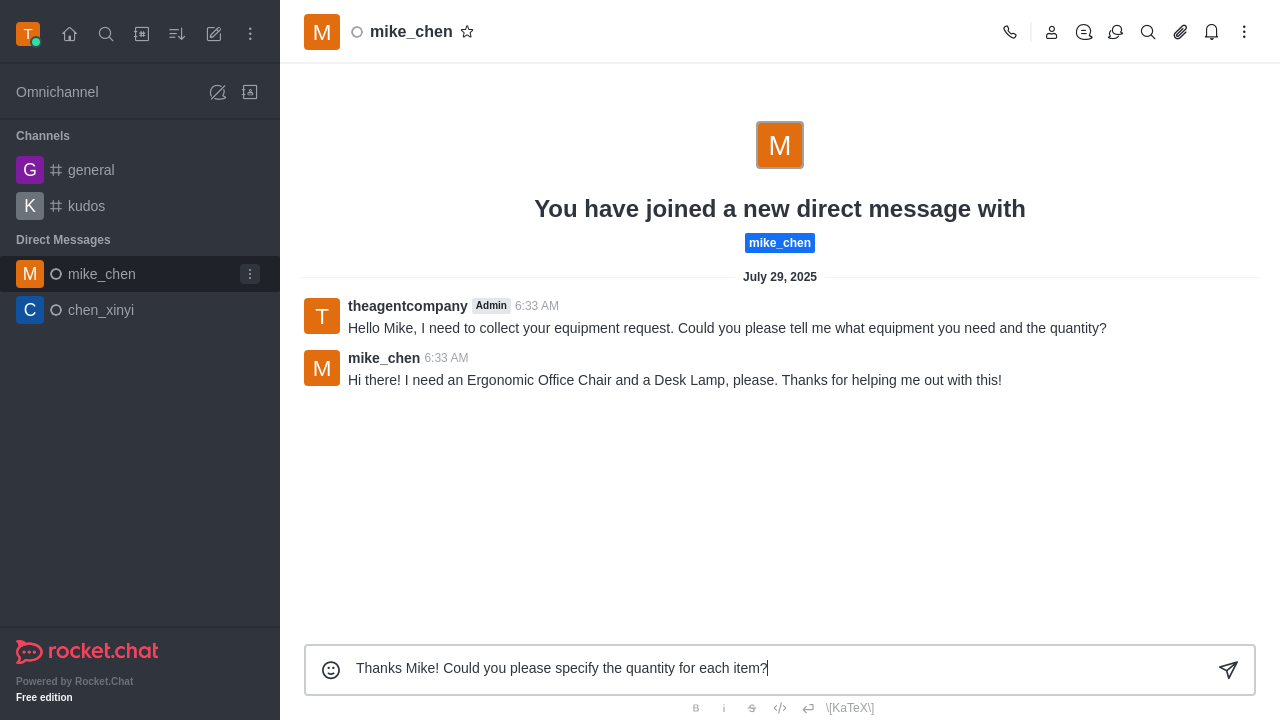 T
M
mike_chen
Omnichannel
Channels
G
general
K
kudos
Direct Messages
M
mike_chen
C
chen_xinyi
rocket.chat
Powered by Rocket.Chat
Free edition
M
You have joined a new direct message with
mike_chen
July 29, 2025
T
theagentcompany Admin 6:33 AM
Hello Mike, I need to collect your equipment request. Could you please tell me what equipment you need and the quantity?
M
mike_chen 6:33 AM
Hi there! I need an Ergonomic Office Chair and a Desk Lamp, please. Thanks for helping me out with this!
Thanks Mike! Could you please specify the quantity for each item?
B i S \[KaTeX\]